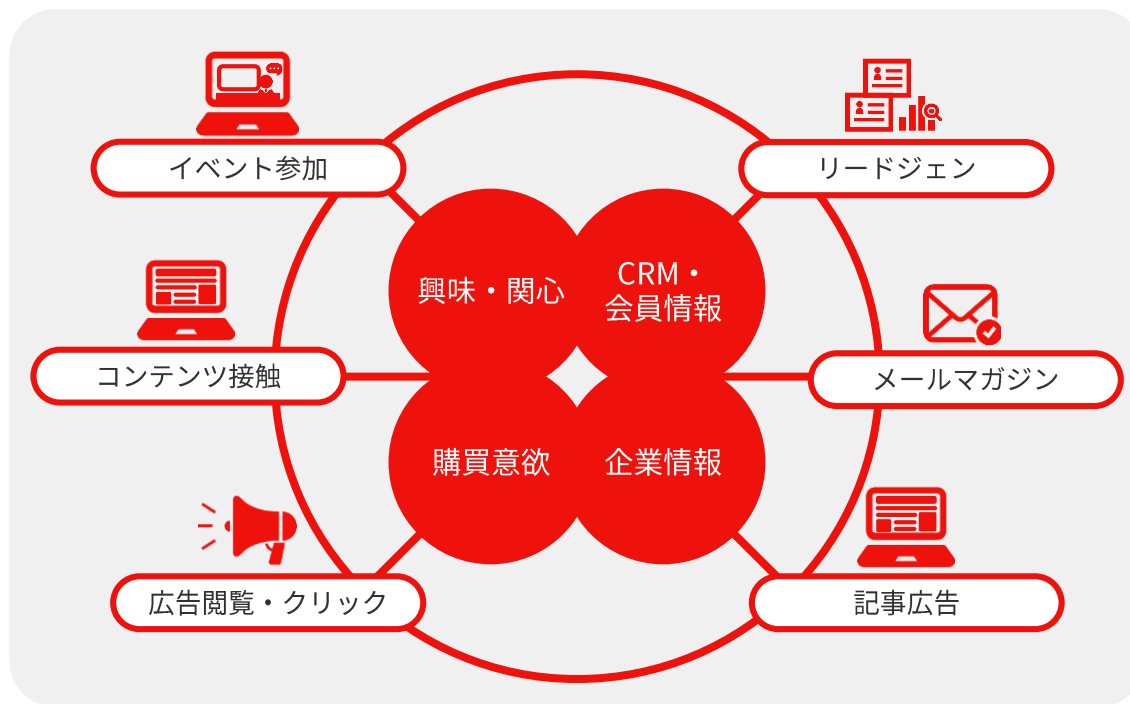 イベント参加
リードジェン
興味・関心
CRM・
会員情報
コンテンツ接触
メールマガジン
購買意欲
企業情報
広告閲覧・クリック
記事広告